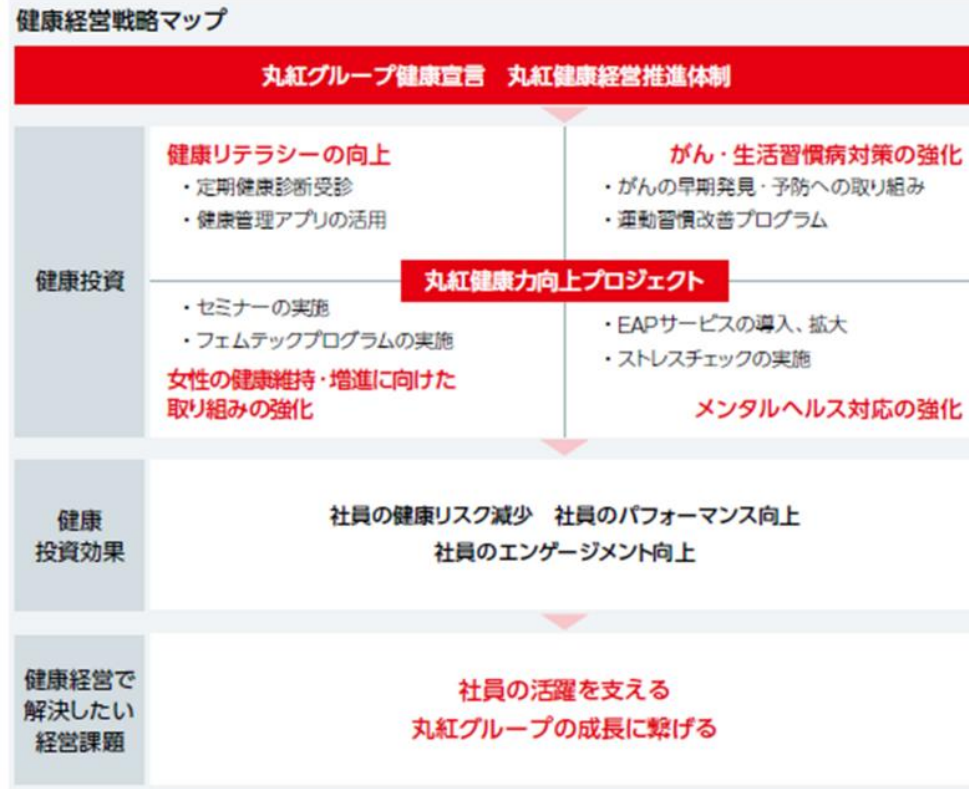 健康経営戦略マップ
丸紅グループ健康宣言　丸紅健康経営推進体制
健康投資
健康リテラシーの向上
・定期健康診断受診
・健康管理アプリの活用
がん・生活習慣病対策の強化
・がんの早期発見・予防への取り組み
・運動習慣改善プログラム
丸紅健康力向上プロジェクト
・セミナーの実施
・フェムテックプログラムの実施
女性の健康維持・増進に向けた
取り組みの強化
・EAPサービスの導入、拡大
・ストレスチェックの実施
メンタルヘルス対応の強化
健康
投資効果
社員の健康リスク減少　社員のパフォーマンス向上
社員のエンゲージメント向上
健康経営で
解決したい
経営課題
社員の活躍を支える
丸紅グループの成長に繋げる